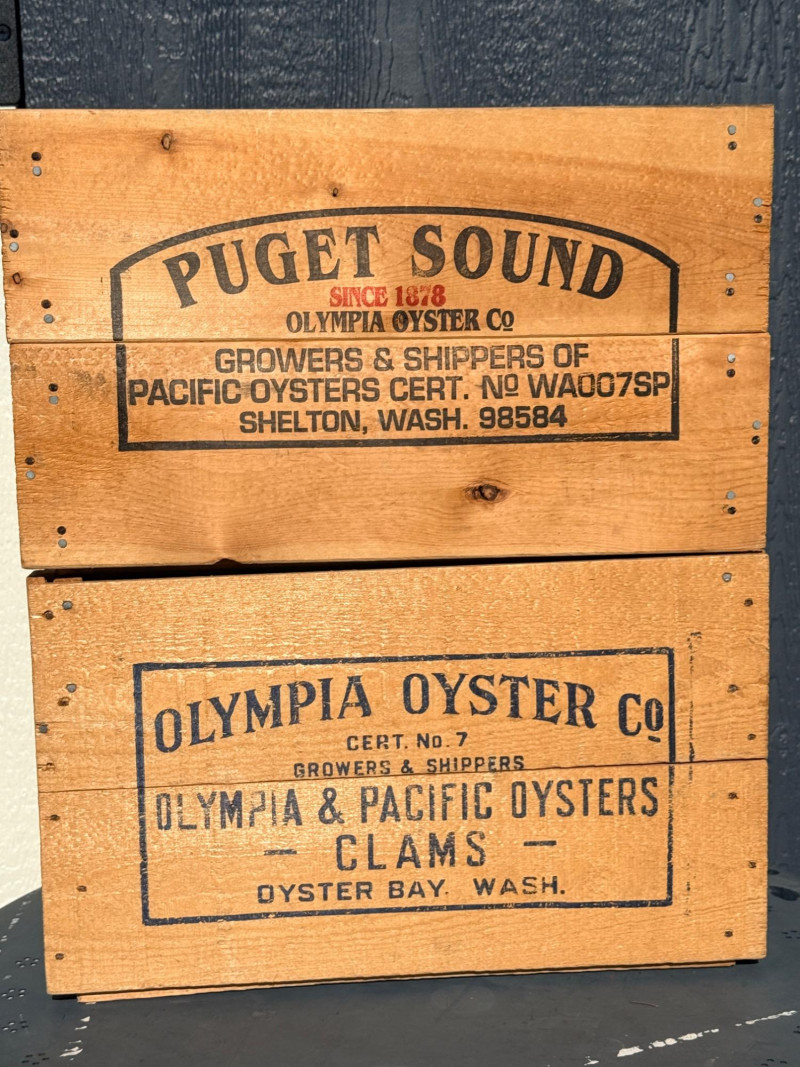 PUGET SOUND
SINCE 1878
OLYMPIA OYSTER Co
GROWERS & SHIPPERS OF
PACIFIC OYSTERS CERT. No WA007SP
SHELTON, WASH. 98584
OLYMPIA OYSTER Co
CERT. No. 7
GROWERS & SHIPPERS
OLYMPIA & PACIFIC OYSTERS
— CLAMS —
OYSTER BAY. WASH.